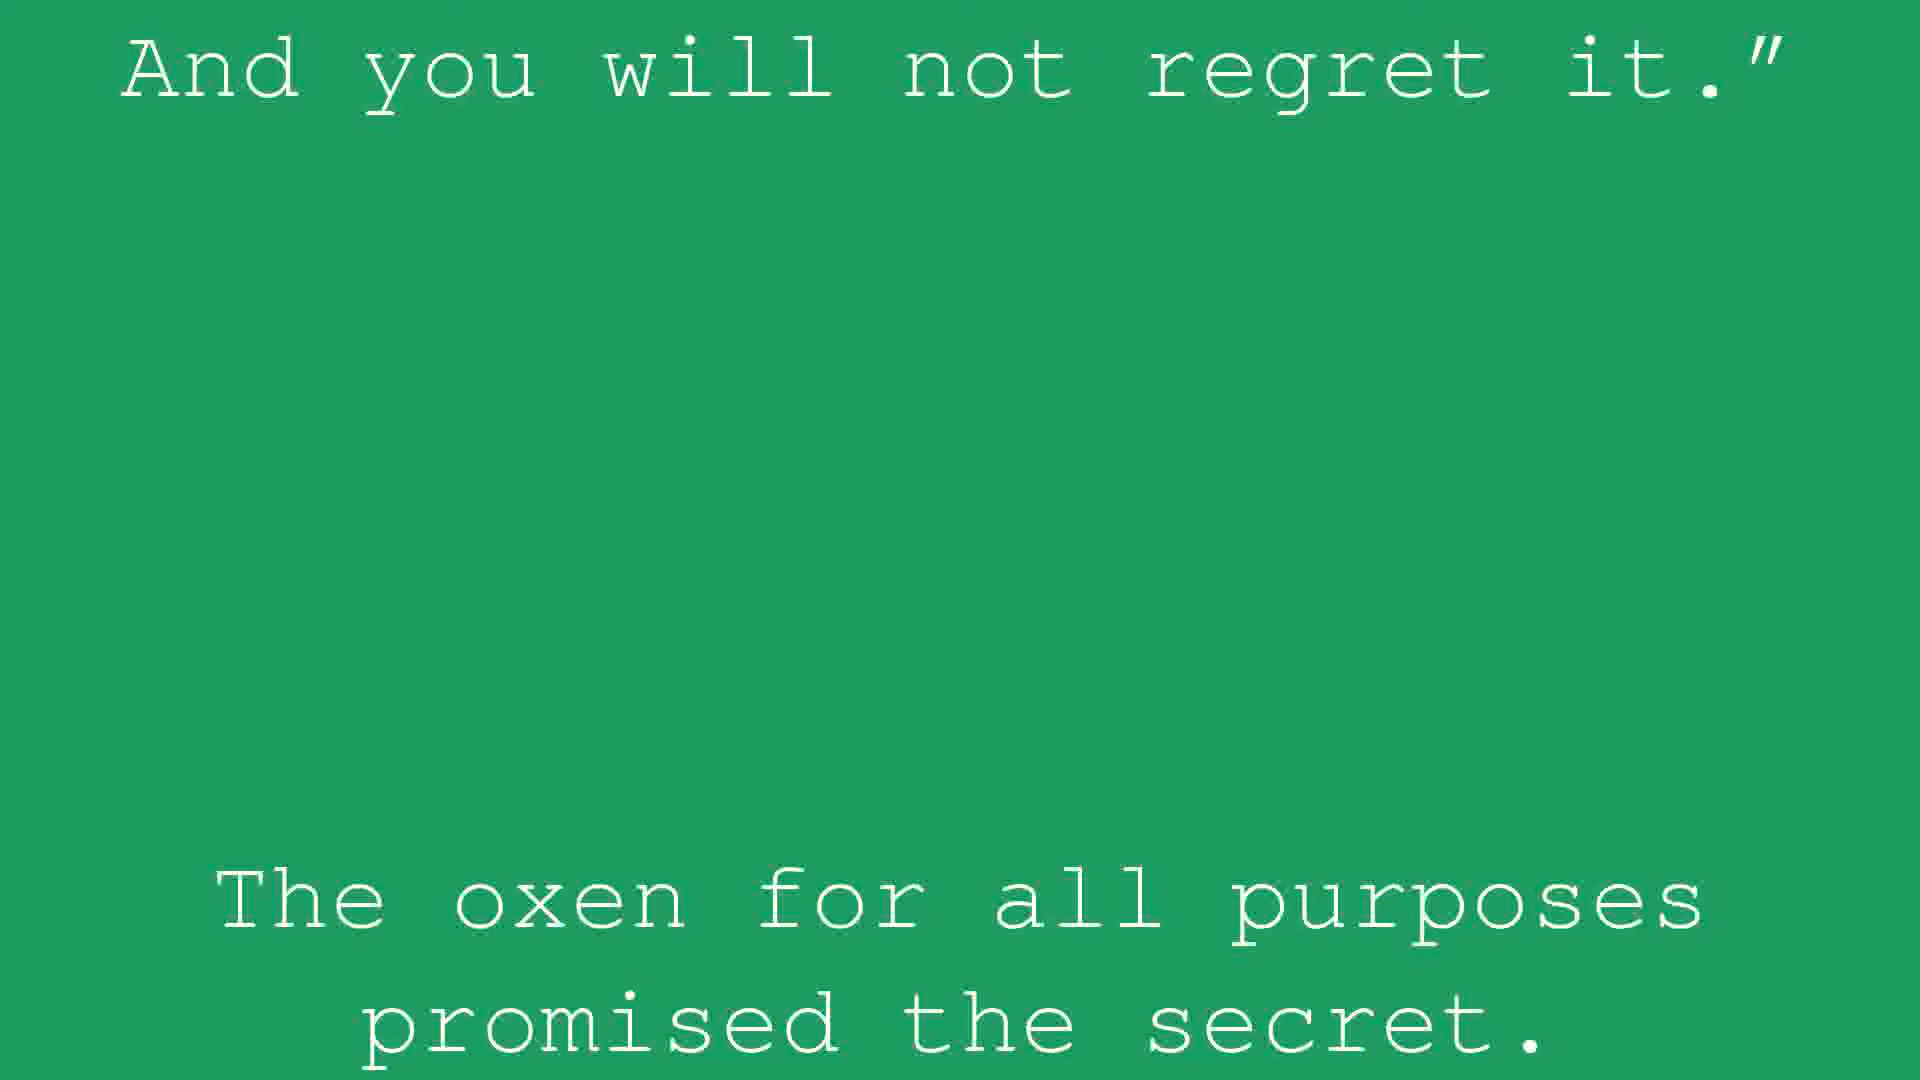 And you will not regret it."
The oxen for all purposes
promised the secret.